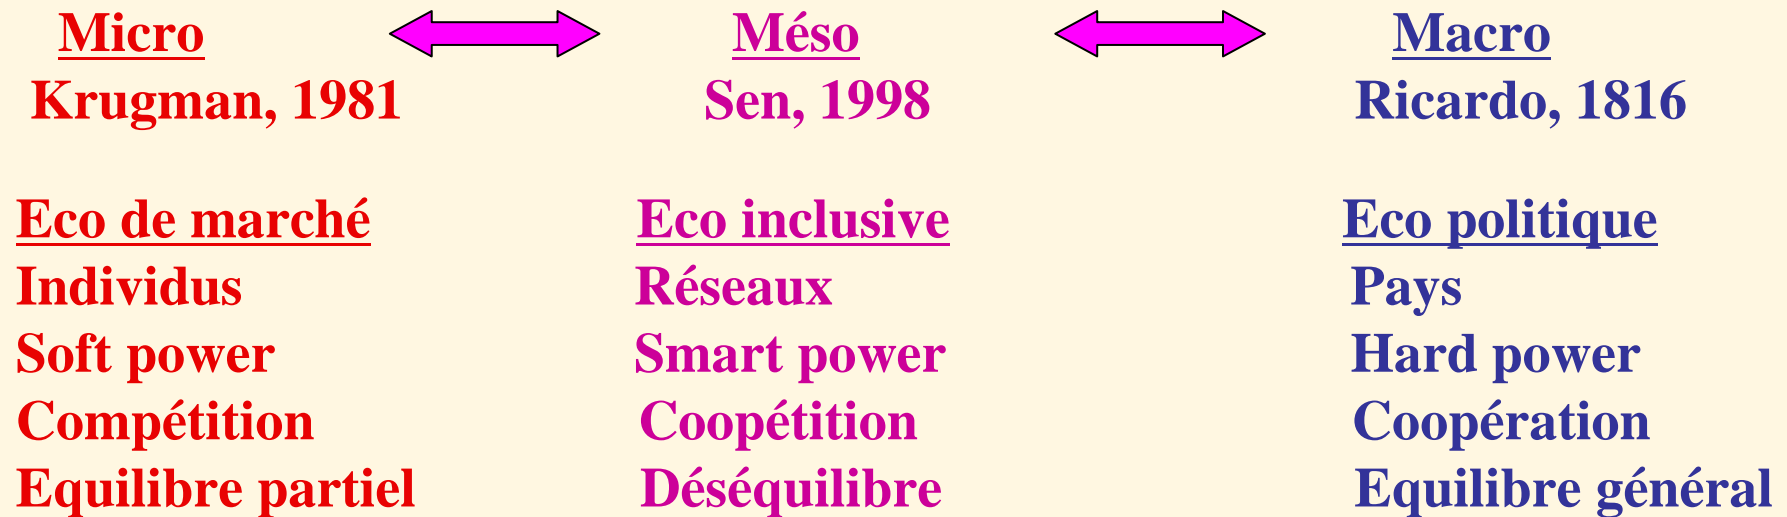 Micro Méso Macro
Krugman, 1981 Sen, 1998 Ricardo, 1816
Eco de marché Eco inclusive Eco politique
Individus Réseaux Pays
Soft power Smart power Hard power
Compétition Coopétition Coopération
Equilibre partiel Déséquilibre Equilibre général